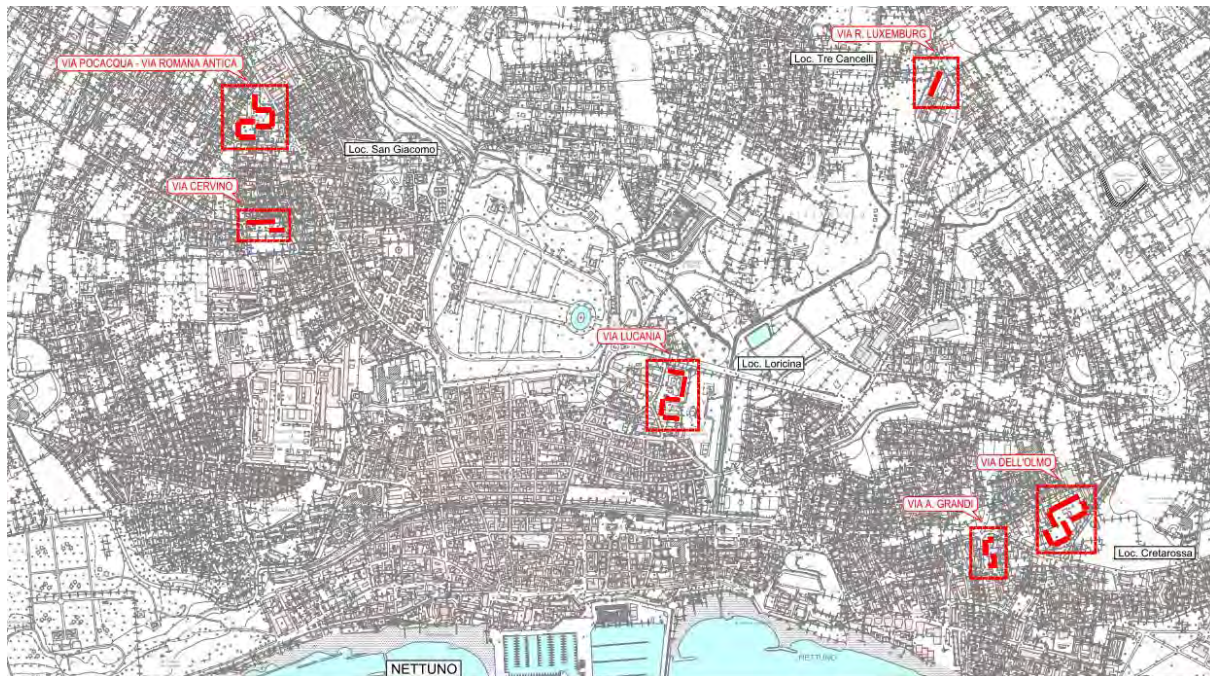 VIA R. LUXEMBURG
Loc. Tre Cancelli
VIA POCACQUA - VIA ROMANA ANTICA
Loc. San Giacomo
VIA CERVINO
VIA LUCANIA
Loc. Loricina
VIA DELL'OLMO
VIA A. GRANDI
Loc. Cretarossa
NETTUNO
NETTUNO